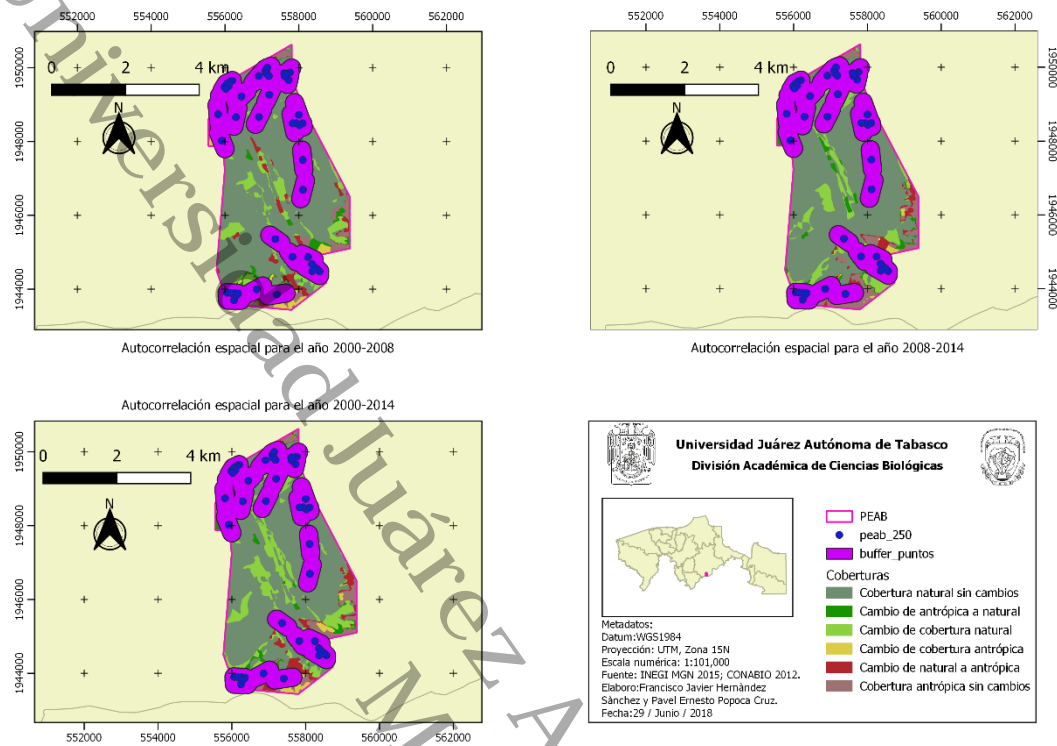 552000 554000 556000 558000 560000 562000
552000 554000 556000 558000 560000 562000
1950000 1948000 1946000 1944000
1950000 1948000 1946000 1944000
0 2 4 km
N
0 2 4 km
N
Autocorrelación espacial para el año 2000-2008
Autocorrelación espacial para el año 2008-2014
Autocorrelación espacial para el año 2000-2014
1950000 1948000 1946000 1944000
0 2 4 km
N
552000 554000 556000 558000 560000 562000
Universidad Juárez Autónoma de Tabasco
División Académica de Ciencias Biológicas
PEAB
peab_250
buffer_puntos
Coberturas
Cobertura natural sin cambios
Cambio de antrópica a natural
Cambio de cobertura natural
Cambio de cobertura antrópica
Cambio de natural a antrópica
Cobertura antrópica sin cambios
Metadatos:
Datum:WGS1984
Proyección: UTM, Zona 15N
Escala numérica: 1:101,000
Fuente: INEGI MGN 2015; CONABIO 2012.
Elaboro:Francisco Javier Hernàndez
Sànchez y Pavel Ernesto Popoca Cruz.
Fecha:29 / Junio / 2018
Universidad Juárez A